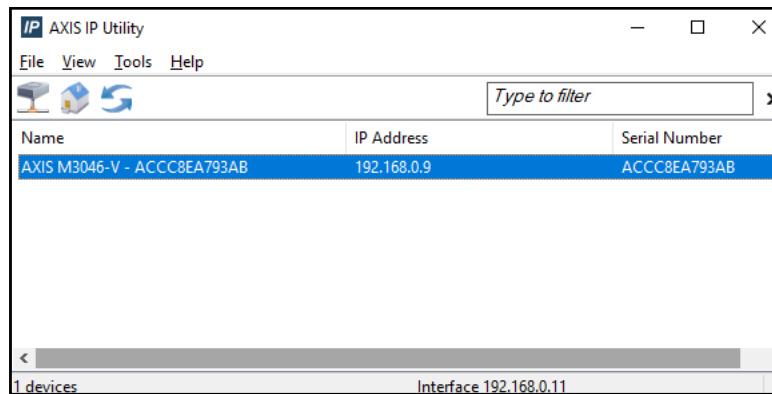 IP AXIS IP Utility
File View Tools Help
Type to filter
Name IP Address Serial Number
AXIS M3046-V - ACCC8EA793AB 192.168.0.9 ACCC8EA793AB
1 devices Interface 192.168.0.11